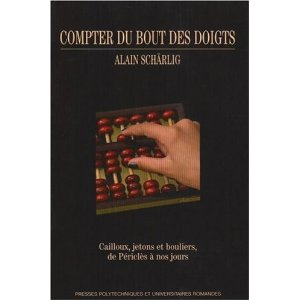 COMPTER DU BOUT DES DOIGTS
ALAIN SCHÄRLIG
Cailloux, jetons et bouliers,
de Périclès à nos jours
PRESSES POLYTECHNIQUES ET UNIVERSITAIRES ROMANDES